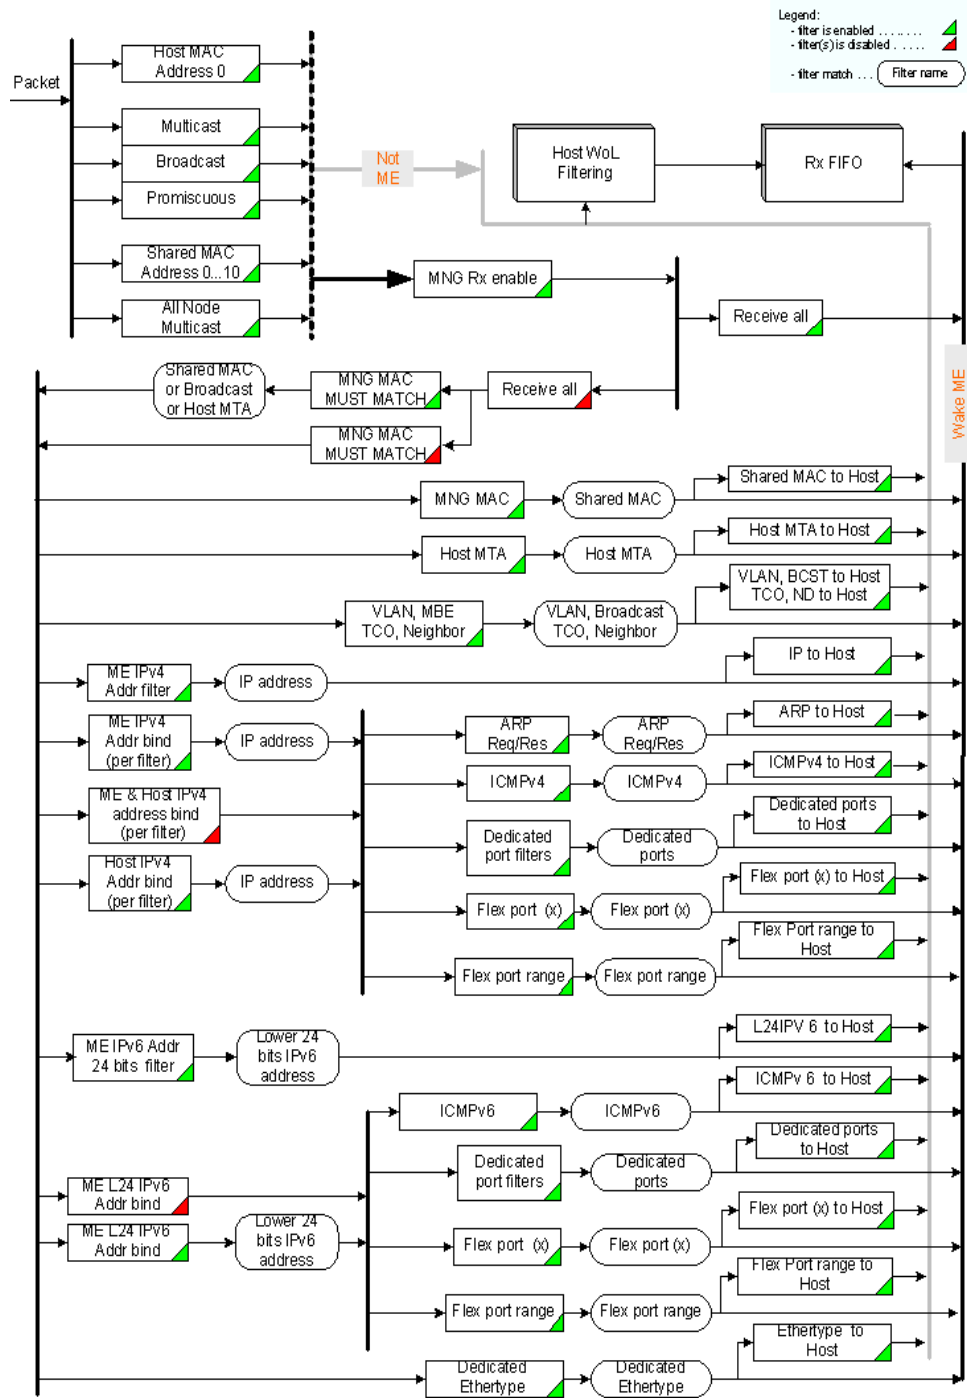 Legend:
- filter is enabled . . . . . . . .
- filter(s) is disabled . . . . . .
- filter match . . . Filter name
Packet
Host MAC
Address 0
Multicast
Broadcast
Promiscuous
Shared MAC
Address 0...10
All Node
Multicast
Not
ME
Host WoL
Filtering
Rx FIFO
MNG Rx enable
Receive all
Wake ME
Shared MAC
or Broadcast
or Host MTA
MNG MAC
MUST MATCH
Receive all
MNG MAC
MUST MATCH
MNG MAC
Shared MAC
Shared MAC to Host
Host MTA
Host MTA
Host MTA to Host
VLAN, MBE
TCO, Neighbor
VLAN, Broadcast
TCO, Neighbor
VLAN, BCST to Host
TCO, ND to Host
ME IPv4
Addr filter
IP address
IP to Host
ME IPv4
Addr bind
(per filter)
IP address
ARP
Req/Res
ARP
Req/Res
ARP to Host
ME & Host IPv4
address bind
(per filter)
ICMPv4
ICMPv4
ICMPv4 to Host
Host IPv4
Addr bind
(per filter)
IP address
Dedicated
port filters
Dedicated
ports
Dedicated ports
to Host
Flex port (x)
Flex port (x)
Flex port (x) to Host
Flex port range
Flex port range
Flex Port range to
Host
ME IPv6 Addr
24 bits filter
Lower 24
bits IPv6
address
L24IPV 6 to Host
ICMPv6
ICMPv6
ICMPv 6 to Host
Dedicated
port filters
Dedicated
ports
Dedicated ports
to Host
ME L24 IPv6
Addr bind
ME L24 IPv6
Addr bind
Lower 24
bits IPv6
address
Flex port (x)
Flex port (x)
Flex port (x) to Host
Flex port range
Flex port range
Flex Port range to
Host
Dedicated
Ethertype
Dedicated
Ethertype
Ethertype to
Host